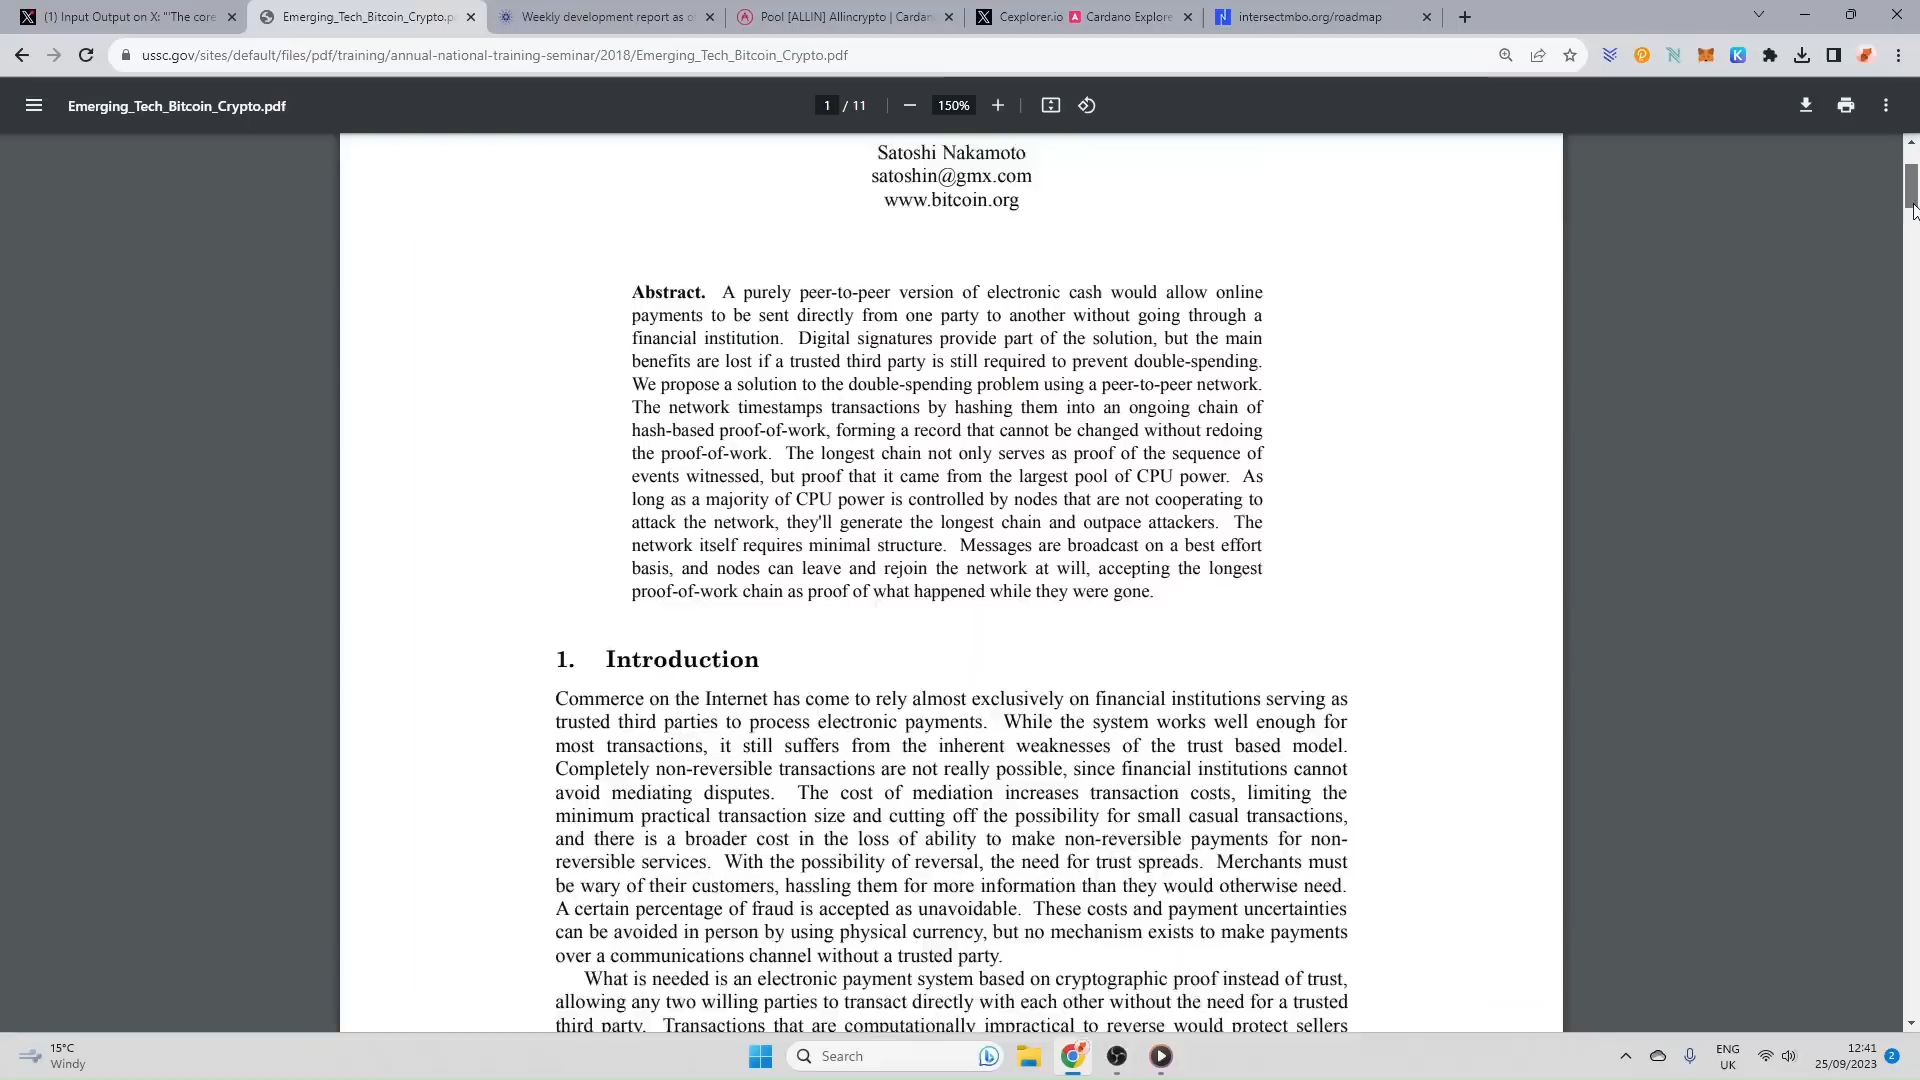 (1) Input Output on X: "'The core
Emerging_Tech_Bitcoin_Crypto.p
Weekly development report as o
Pool [ALLIN] Allincrypto | Cardan
Cexplorer.io Cardano Explore
intersectmbo.org/roadmap
ussc.gov/sites/default/files/pdf/training/annual-national-training-seminar/2018/Emerging_Tech_Bitcoin_Crypto.pdf
Emerging_Tech_Bitcoin_Crypto.pdf
1 / 11
150%
Satoshi Nakamoto
satoshin@gmx.com
www.bitcoin.org
Abstract. A purely peer-to-peer version of electronic cash would allow online
payments to be sent directly from one party to another without going through a
financial institution. Digital signatures provide part of the solution, but the main
benefits are lost if a trusted third party is still required to prevent double-spending.
We propose a solution to the double-spending problem using a peer-to-peer network.
The network timestamps transactions by hashing them into an ongoing chain of
hash-based proof-of-work, forming a record that cannot be changed without redoing
the proof-of-work. The longest chain not only serves as proof of the sequence of
events witnessed, but proof that it came from the largest pool of CPU power. As
long as a majority of CPU power is controlled by nodes that are not cooperating to
attack the network, they'll generate the longest chain and outpace attackers. The
network itself requires minimal structure. Messages are broadcast on a best effort
basis, and nodes can leave and rejoin the network at will, accepting the longest
proof-of-work chain as proof of what happened while they were gone.
1. Introduction
Commerce on the Internet has come to rely almost exclusively on financial institutions serving as
trusted third parties to process electronic payments. While the system works well enough for
most transactions, it still suffers from the inherent weaknesses of the trust based model.
Completely non-reversible transactions are not really possible, since financial institutions cannot
avoid mediating disputes. The cost of mediation increases transaction costs, limiting the
minimum practical transaction size and cutting off the possibility for small casual transactions,
and there is a broader cost in the loss of ability to make non-reversible payments for non-
reversible services. With the possibility of reversal, the need for trust spreads. Merchants must
be wary of their customers, hassling them for more information than they would otherwise need.
A certain percentage of fraud is accepted as unavoidable. These costs and payment uncertainties
can be avoided in person by using physical currency, but no mechanism exists to make payments
over a communications channel without a trusted party.
What is needed is an electronic payment system based on cryptographic proof instead of trust,
allowing any two willing parties to transact directly with each other without the need for a trusted
third party. Transactions that are computationally impractical to reverse would protect sellers
15°C
Windy
Search
ENG
UK
12:41
25/09/2023
2